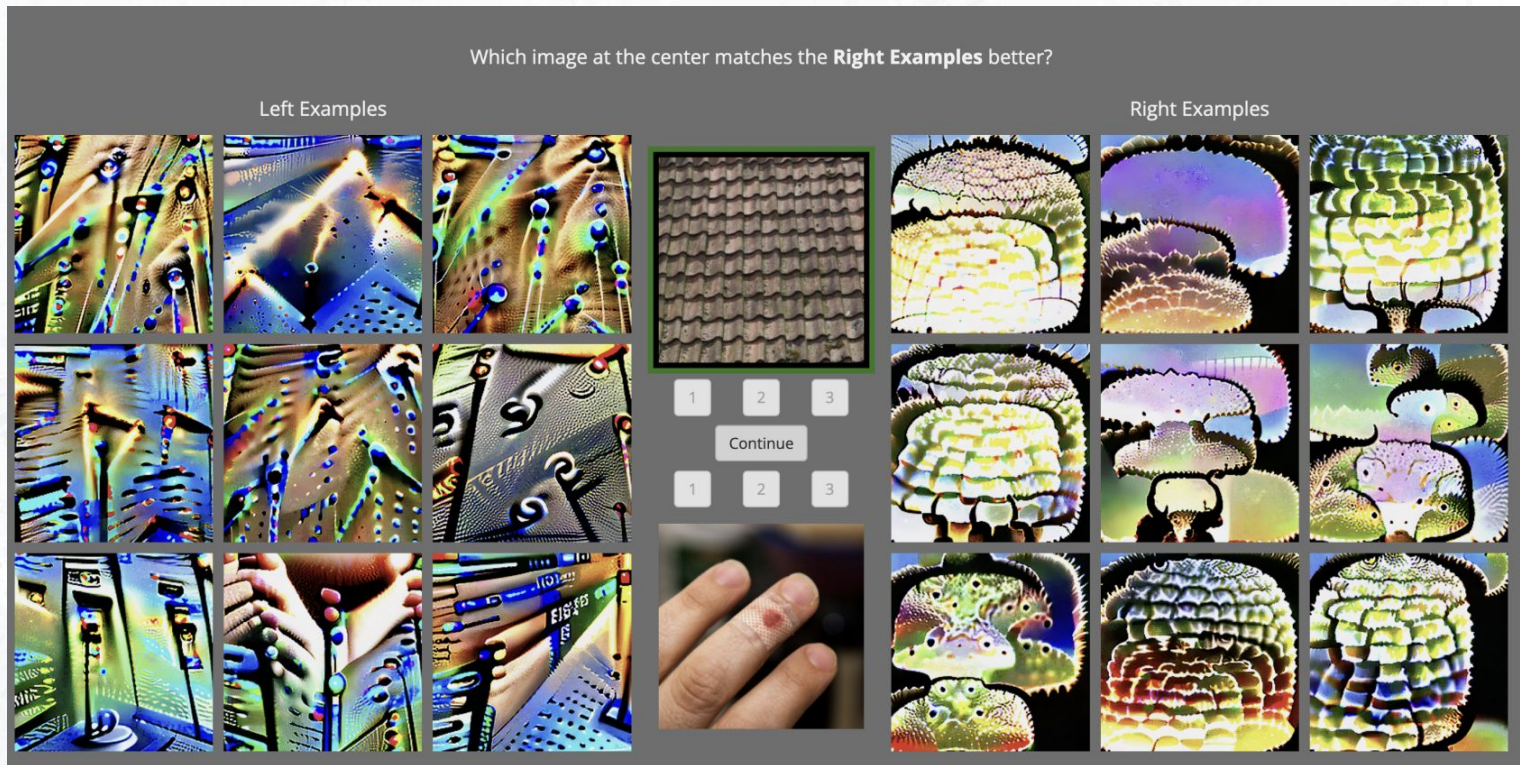 Which image at the center matches the Right Examples better?
Left Examples
Right Examples
1 2 3
Continue
1 2 3